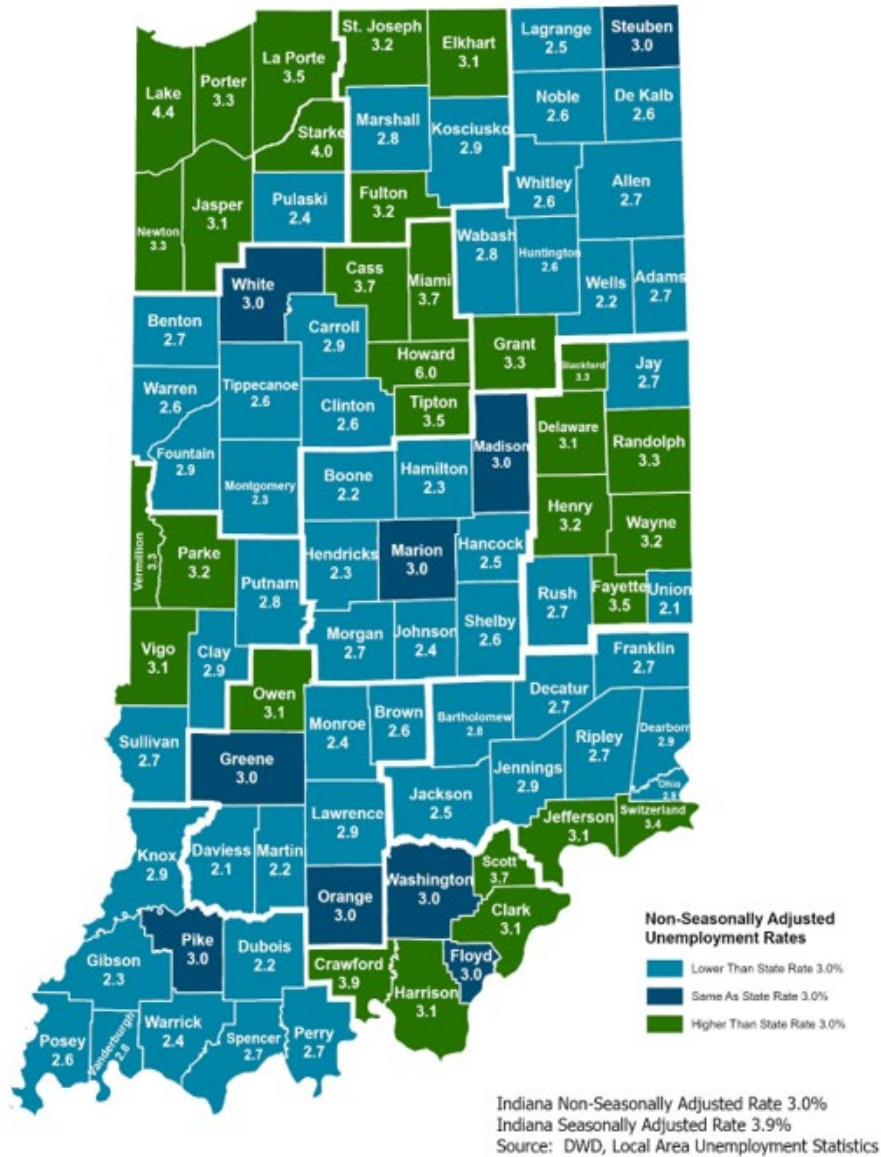 St. Joseph
3.2
Elkhart
3.1
Lagrange
2.5
Steuben
3.0
La Porte
3.5
Porter
3.3
Lake
4.4
Noble
2.6
De Kalb
2.6
Marshall
2.8
Kosciusko
2.9
Starke
4.0
Whitley
2.6
Allen
2.7
Pulaski
2.4
Fulton
3.2
Jasper
3.1
Newton
3.3
Wabash
2.8
Huntington
2.6
Wells
2.2
Adams
2.7
White
3.0
Cass
3.7
Miami
3.7
Benton
2.7
Carroll
2.9
Howard
6.0
Grant
3.3
Blackford
3.3
Jay
2.7
Warren
2.6
Tippecanoe
2.6
Clinton
2.6
Tipton
3.5
Madison
3.0
Delaware
3.1
Randolph
3.3
Fountain
2.9
Montgomery
2.3
Boone
2.2
Hamilton
2.3
Henry
3.2
Wayne
3.2
Vermillion
3.3
Parke
3.2
Putnam
2.8
Hendricks
2.3
Marion
3.0
Hancock
2.5
Rush
2.7
Fayette
3.5
Union
2.1
Vigo
3.1
Clay
2.9
Morgan
2.7
Johnson
2.4
Shelby
2.6
Franklin
2.7
Owen
3.1
Monroe
2.4
Brown
2.6
Bartholomew
2.8
Decatur
2.7
Ripley
2.7
Dearborn
2.9
Sullivan
2.7
Greene
3.0
Jennings
2.9
Ohio
Jackson
2.5
Lawrence
2.9
Jefferson
3.1
Switzerland
3.4
Knox
2.9
Daviess
2.1
Martin
2.2
Orange
3.0
Washington
3.0
Scott
3.7
Clark
3.1
Pike
3.0
Dubois
2.2
Gibson
2.3
Crawford
3.9
Harrison
3.1
Floyd
3.0
Posey
2.6
Vanderburgh
2.8
Warrick
2.4
Spencer
2.7
Perry
2.7
Non-Seasonally Adjusted
Unemployment Rates
Lower Than State Rate 3.0%
Same As State Rate 3.0%
Higher Than State Rate 3.0%
Indiana Non-Seasonally Adjusted Rate 3.0%
Indiana Seasonally Adjusted Rate 3.9%
Source: DWD, Local Area Unemployment Statistics